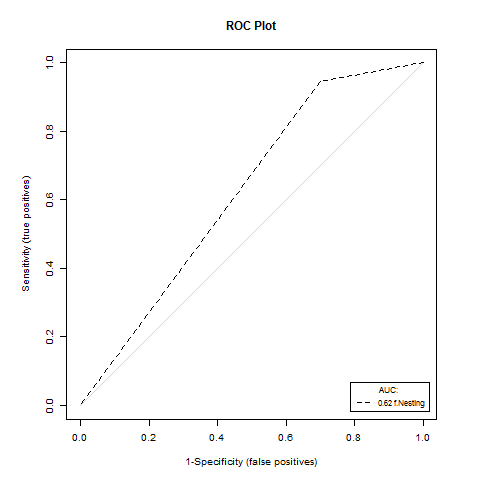 ROC Plot
Sensitivity (true positives)
1.0
0.8
0.6
0.4
0.2
0.0
0.0 0.2 0.4 0.6 0.8 1.0
1-Specificity (false positives)
AUC:
0.62 f.Nesting